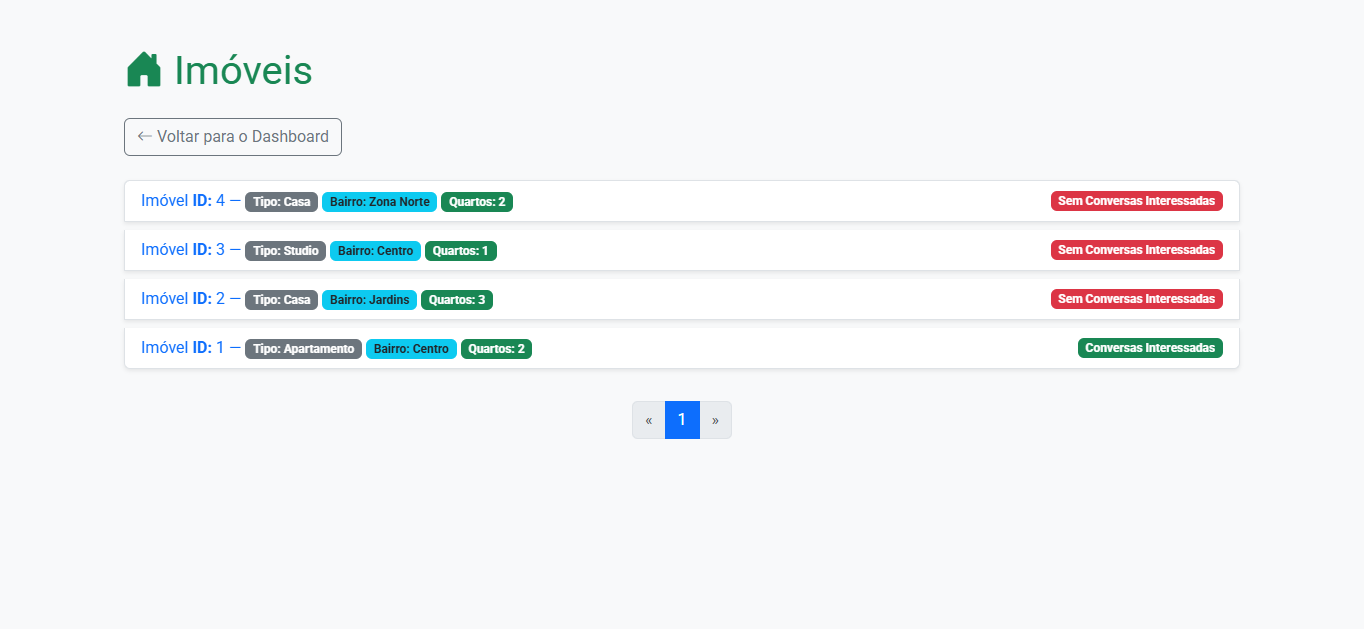 Imóveis
← Voltar para o Dashboard
Imóvel ID: 4 — Tipo: Casa Bairro: Zona Norte Quartos: 2 Sem Conversas Interessadas
Imóvel ID: 3 — Tipo: Studio Bairro: Centro Quartos: 1 Sem Conversas Interessadas
Imóvel ID: 2 — Tipo: Casa Bairro: Jardins Quartos: 3 Sem Conversas Interessadas
Imóvel ID: 1 — Tipo: Apartamento Bairro: Centro Quartos: 2 Conversas Interessadas
« 1 »